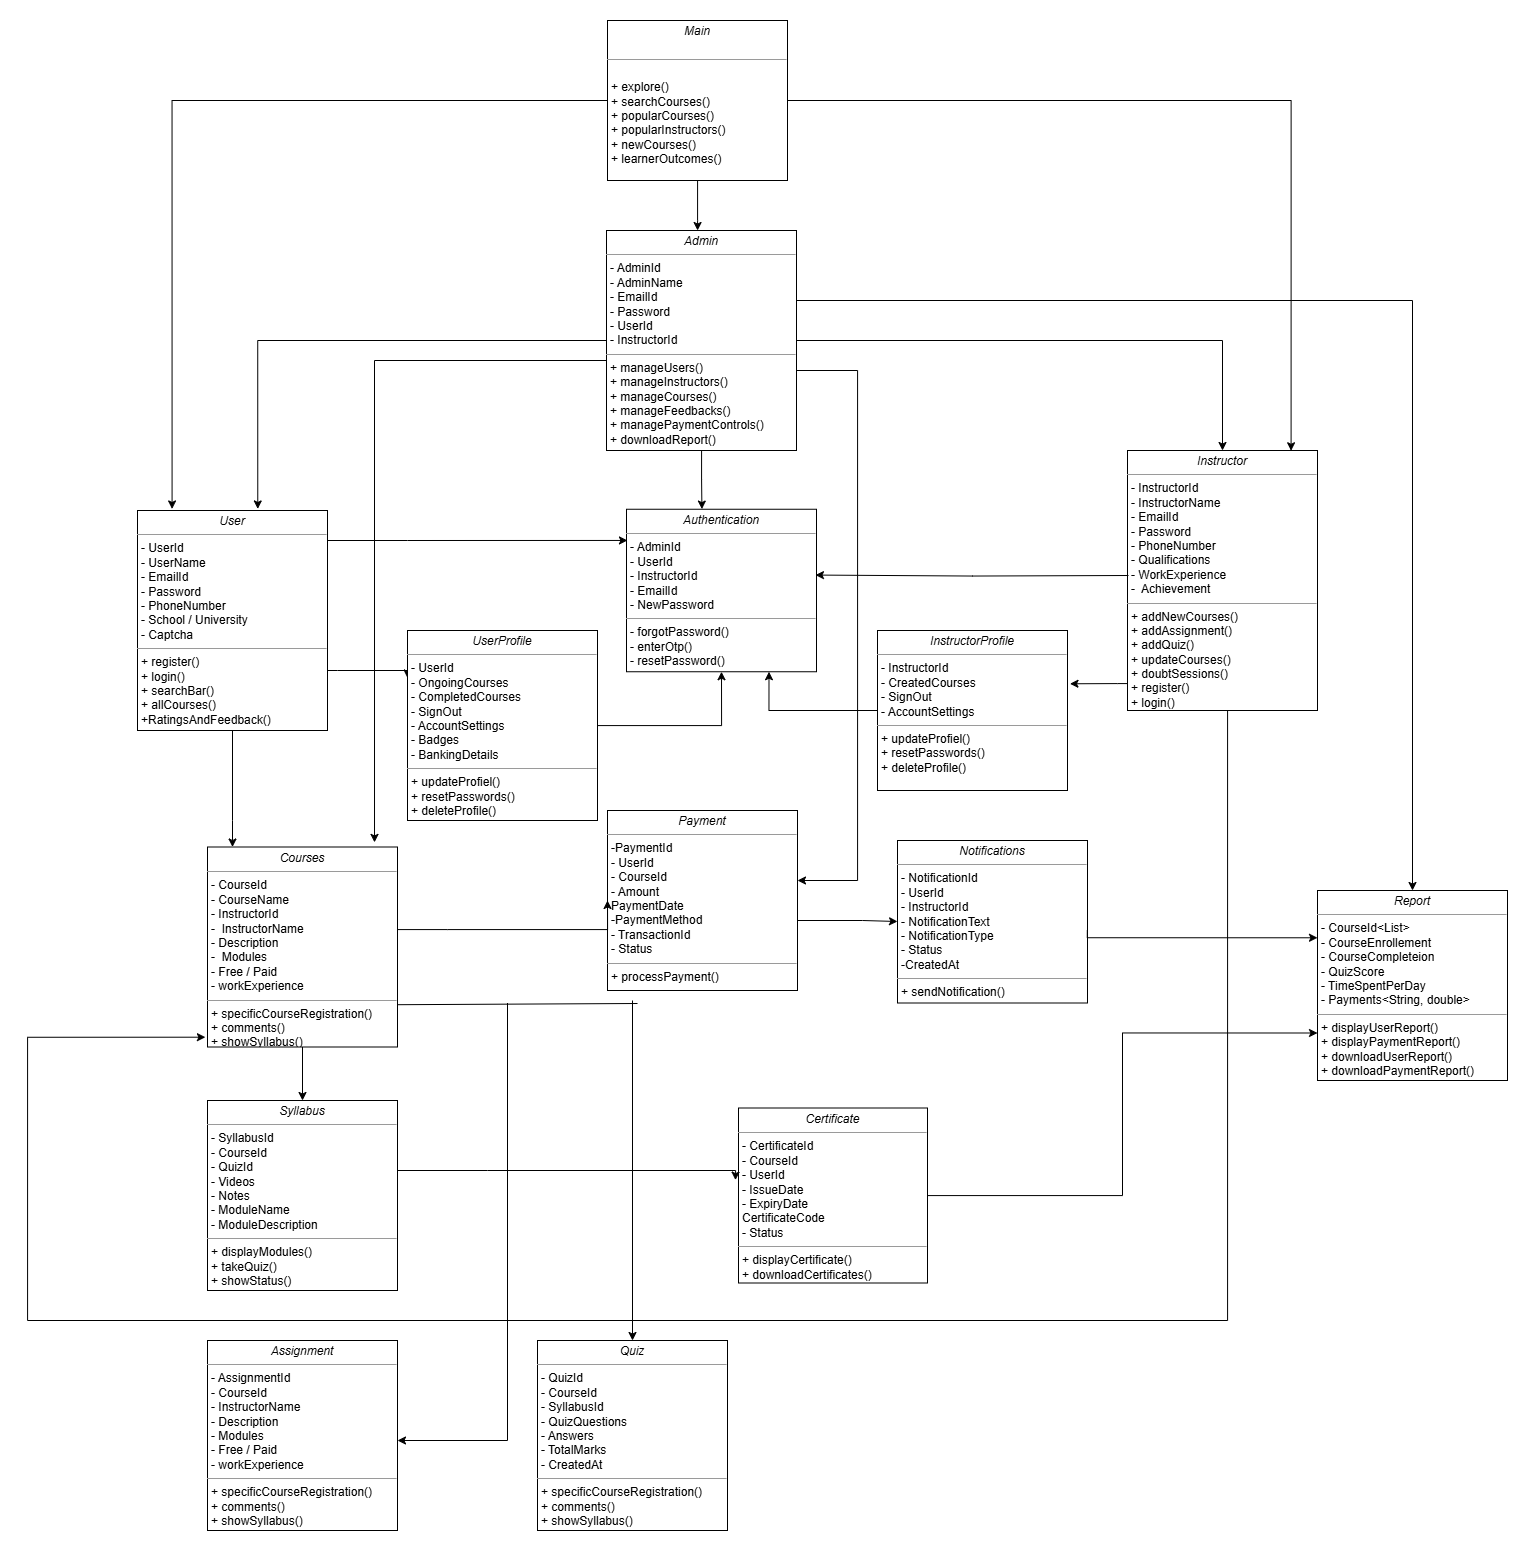 Main
+ explore()
+ searchCourses()
+ popularCourses()
+ popularInstructors()
+ newCourses()
+ learnerOutcomes()
Admin
- AdminId
- AdminName
- EmailId
- Password
- UserId
- InstructorId
+ manageUsers()
+ manageInstructors()
+ manageCourses()
+ manageFeedbacks()
+ managePaymentControls()
+ downloadReport()
Instructor
- InstructorId
- InstructorName
- EmailId
- Password
- PhoneNumber
- Qualifications
- WorkExperience
- Achievement
+ addNewCourses()
+ addAssignment()
+ addQuiz()
+ updateCourses()
+ doubtSessions()
+ register()
+ login()
User
- UserId
- UserName
- EmailId
- Password
- PhoneNumber
- School / University
- Captcha
+ register()
+ login()
+ searchBar()
+ allCourses()
+RatingsAndFeedback()
Authentication
- AdminId
- UserId
- InstructorId
- EmailId
- NewPassword
- forgotPassword()
- enterOtp()
- resetPassword()
UserProfile
- UserId
- OngoingCourses
- CompletedCourses
- SignOut
- AccountSettings
- Badges
- BankingDetails
+ updateProfiel()
+ resetPasswords()
+ deleteProfile()
InstructorProfile
- InstructorId
- CreatedCourses
- SignOut
- AccountSettings
+ updateProfiel()
+ resetPasswords()
+ deleteProfile()
Payment
-PaymentId
- UserId
- CourseId
- Amount
PaymentDate
-PaymentMethod
- TransactionId
- Status
+ processPayment()
Notifications
- NotificationId
- UserId
- InstructorId
- NotificationText
- NotificationType
- Status
-CreatedAt
+ sendNotification()
Courses
- CourseId
- CourseName
- InstructorId
- InstructorName
- Description
- Modules
- Free / Paid
- workExperience
+ specificCourseRegistration()
+ comments()
+ showSyllabus()
Report
- CourseId<List>
- CourseEnrollement
- CourseCompleteion
- QuizScore
- TimeSpentPerDay
- Payments<String, double>
+ displayUserReport()
+ displayPaymentReport()
+ downloadUserReport()
+ downloadPaymentReport()
Syllabus
- SyllabusId
- CourseId
- QuizId
- Videos
- Notes
- ModuleName
- ModuleDescription
+ displayModules()
+ takeQuiz()
+ showStatus()
Certificate
- CertificateId
- CourseId
- UserId
- IssueDate
- ExpiryDate
CertificateCode
- Status
+ displayCertificate()
+ downloadCertificates()
Assignment
- AssignmentId
- CourseId
- InstructorName
- Description
- Modules
- Free / Paid
- workExperience
+ specificCourseRegistration()
+ comments()
+ showSyllabus()
Quiz
- QuizId
- CourseId
- SyllabusId
- QuizQuestions
- Answers
- TotalMarks
- CreatedAt
+ specificCourseRegistration()
+ comments()
+ showSyllabus()